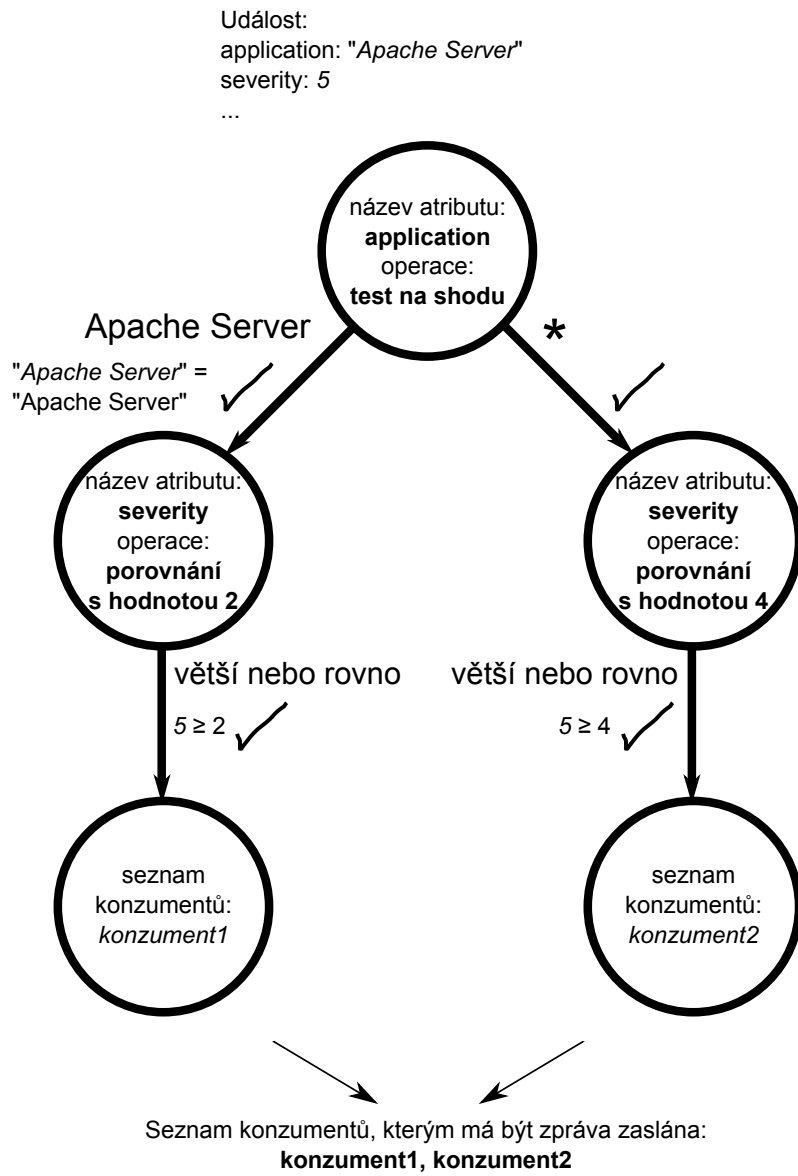 Událost:
application: "Apache Server"
severity: 5
...
název atributu:
application
operace:
test na shodu
Apache Server
*
"Apache Server" =
"Apache Server"
název atributu:
severity
operace:
porovnání
s hodnotou 2
název atributu:
severity
operace:
porovnání
s hodnotou 4
větší nebo rovno
5 ≥ 2
větší nebo rovno
5 ≥ 4
seznam
konzumentů:
konzument1
seznam
konzumentů:
konzument2
Seznam konzumentů, kterým má být zpráva zaslána:
konzument1, konzument2